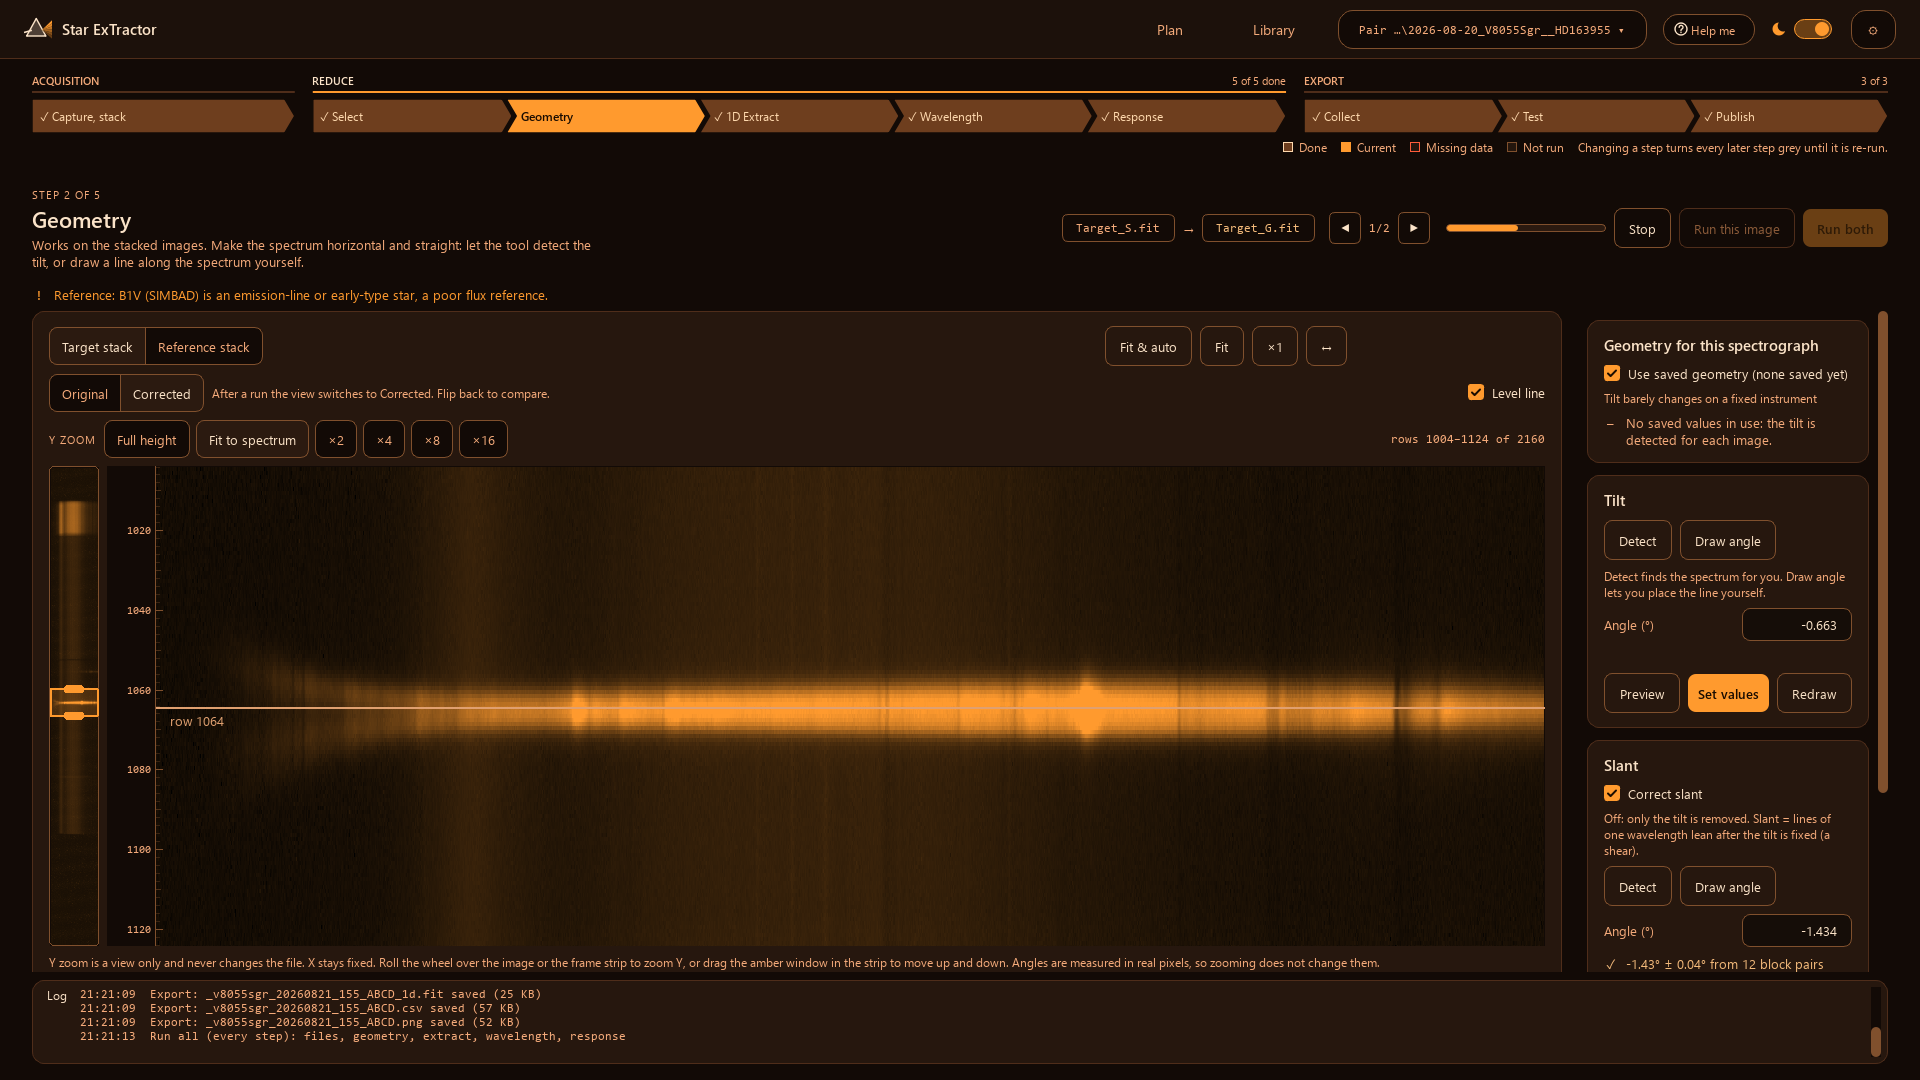 Star ExTractor
Plan
Library
Pair …\2026-08-20_V8055Sgr__HD163955 ▾
Help me
ACQUISITION
REDUCE
5 of 5 done
EXPORT
3 of 3
✓ Capture, stack
✓ Select
Geometry
✓ 1D Extract
✓ Wavelength
✓ Response
✓ Collect
✓ Test
✓ Publish
Done
Current
Missing data
Not run
Changing a step turns every later step grey until it is re-run.
STEP 2 OF 5
Geometry
Works on the stacked images. Make the spectrum horizontal and straight: let the tool detect the
tilt, or draw a line along the spectrum yourself.
Target_S.fit → Target_G.fit
◀ 1/2 ▶
Stop
Run this image
Run both
! Reference: B1V (SIMBAD) is an emission-line or early-type star, a poor flux reference.
Target stack
Reference stack
Fit & auto
Fit
×1
↔
Original
Corrected
After a run the view switches to Corrected. Flip back to compare.
Level line
Y ZOOM
Full height
Fit to spectrum
×2
×4
×8
×16
rows 1004–1124 of 2160
1020
1040
1060
row 1064
1080
1100
1120
Y zoom is a view only and never changes the file. X stays fixed. Roll the wheel over the image or the frame strip to zoom Y, or drag the amber window in the strip to move up and down. Angles are measured in real pixels, so zooming does not change them.
Geometry for this spectrograph
Use saved geometry (none saved yet)
Tilt barely changes on a fixed instrument
– No saved values in use: the tilt is
detected for each image.
Tilt
Detect
Draw angle
Detect finds the spectrum for you. Draw angle
lets you place the line yourself.
Angle (°)
-0.663
Preview
Set values
Redraw
Slant
Correct slant
Off: only the tilt is removed. Slant = lines of
one wavelength lean after the tilt is fixed (a
shear).
Detect
Draw angle
Angle (°)
-1.434
✓ -1.43° ± 0.04° from 12 block pairs
Log
21:21:09 Export: _v8055sgr_20260821_155_ABCD_1d.fit saved (25 KB)
21:21:09 Export: _v8055sgr_20260821_155_ABCD.csv saved (57 KB)
21:21:09 Export: _v8055sgr_20260821_155_ABCD.png saved (52 KB)
21:21:13 Run all (every step): files, geometry, extract, wavelength, response